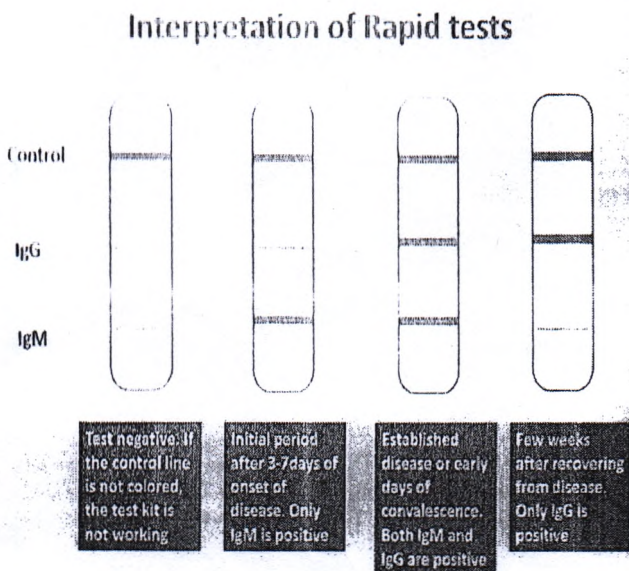 Interpretation of Rapid tests
Control
IgG
IgM
Test negative. If
the control line
is not colored,
the test kit is
not working
Initial period
after 3-7days of
onset of
disease. Only
IgM is positive
Established
disease or early
days of
convalescence.
Both IgM and
IgG are positive
Few weeks
after recovering
from disease.
Only IgG is
positive